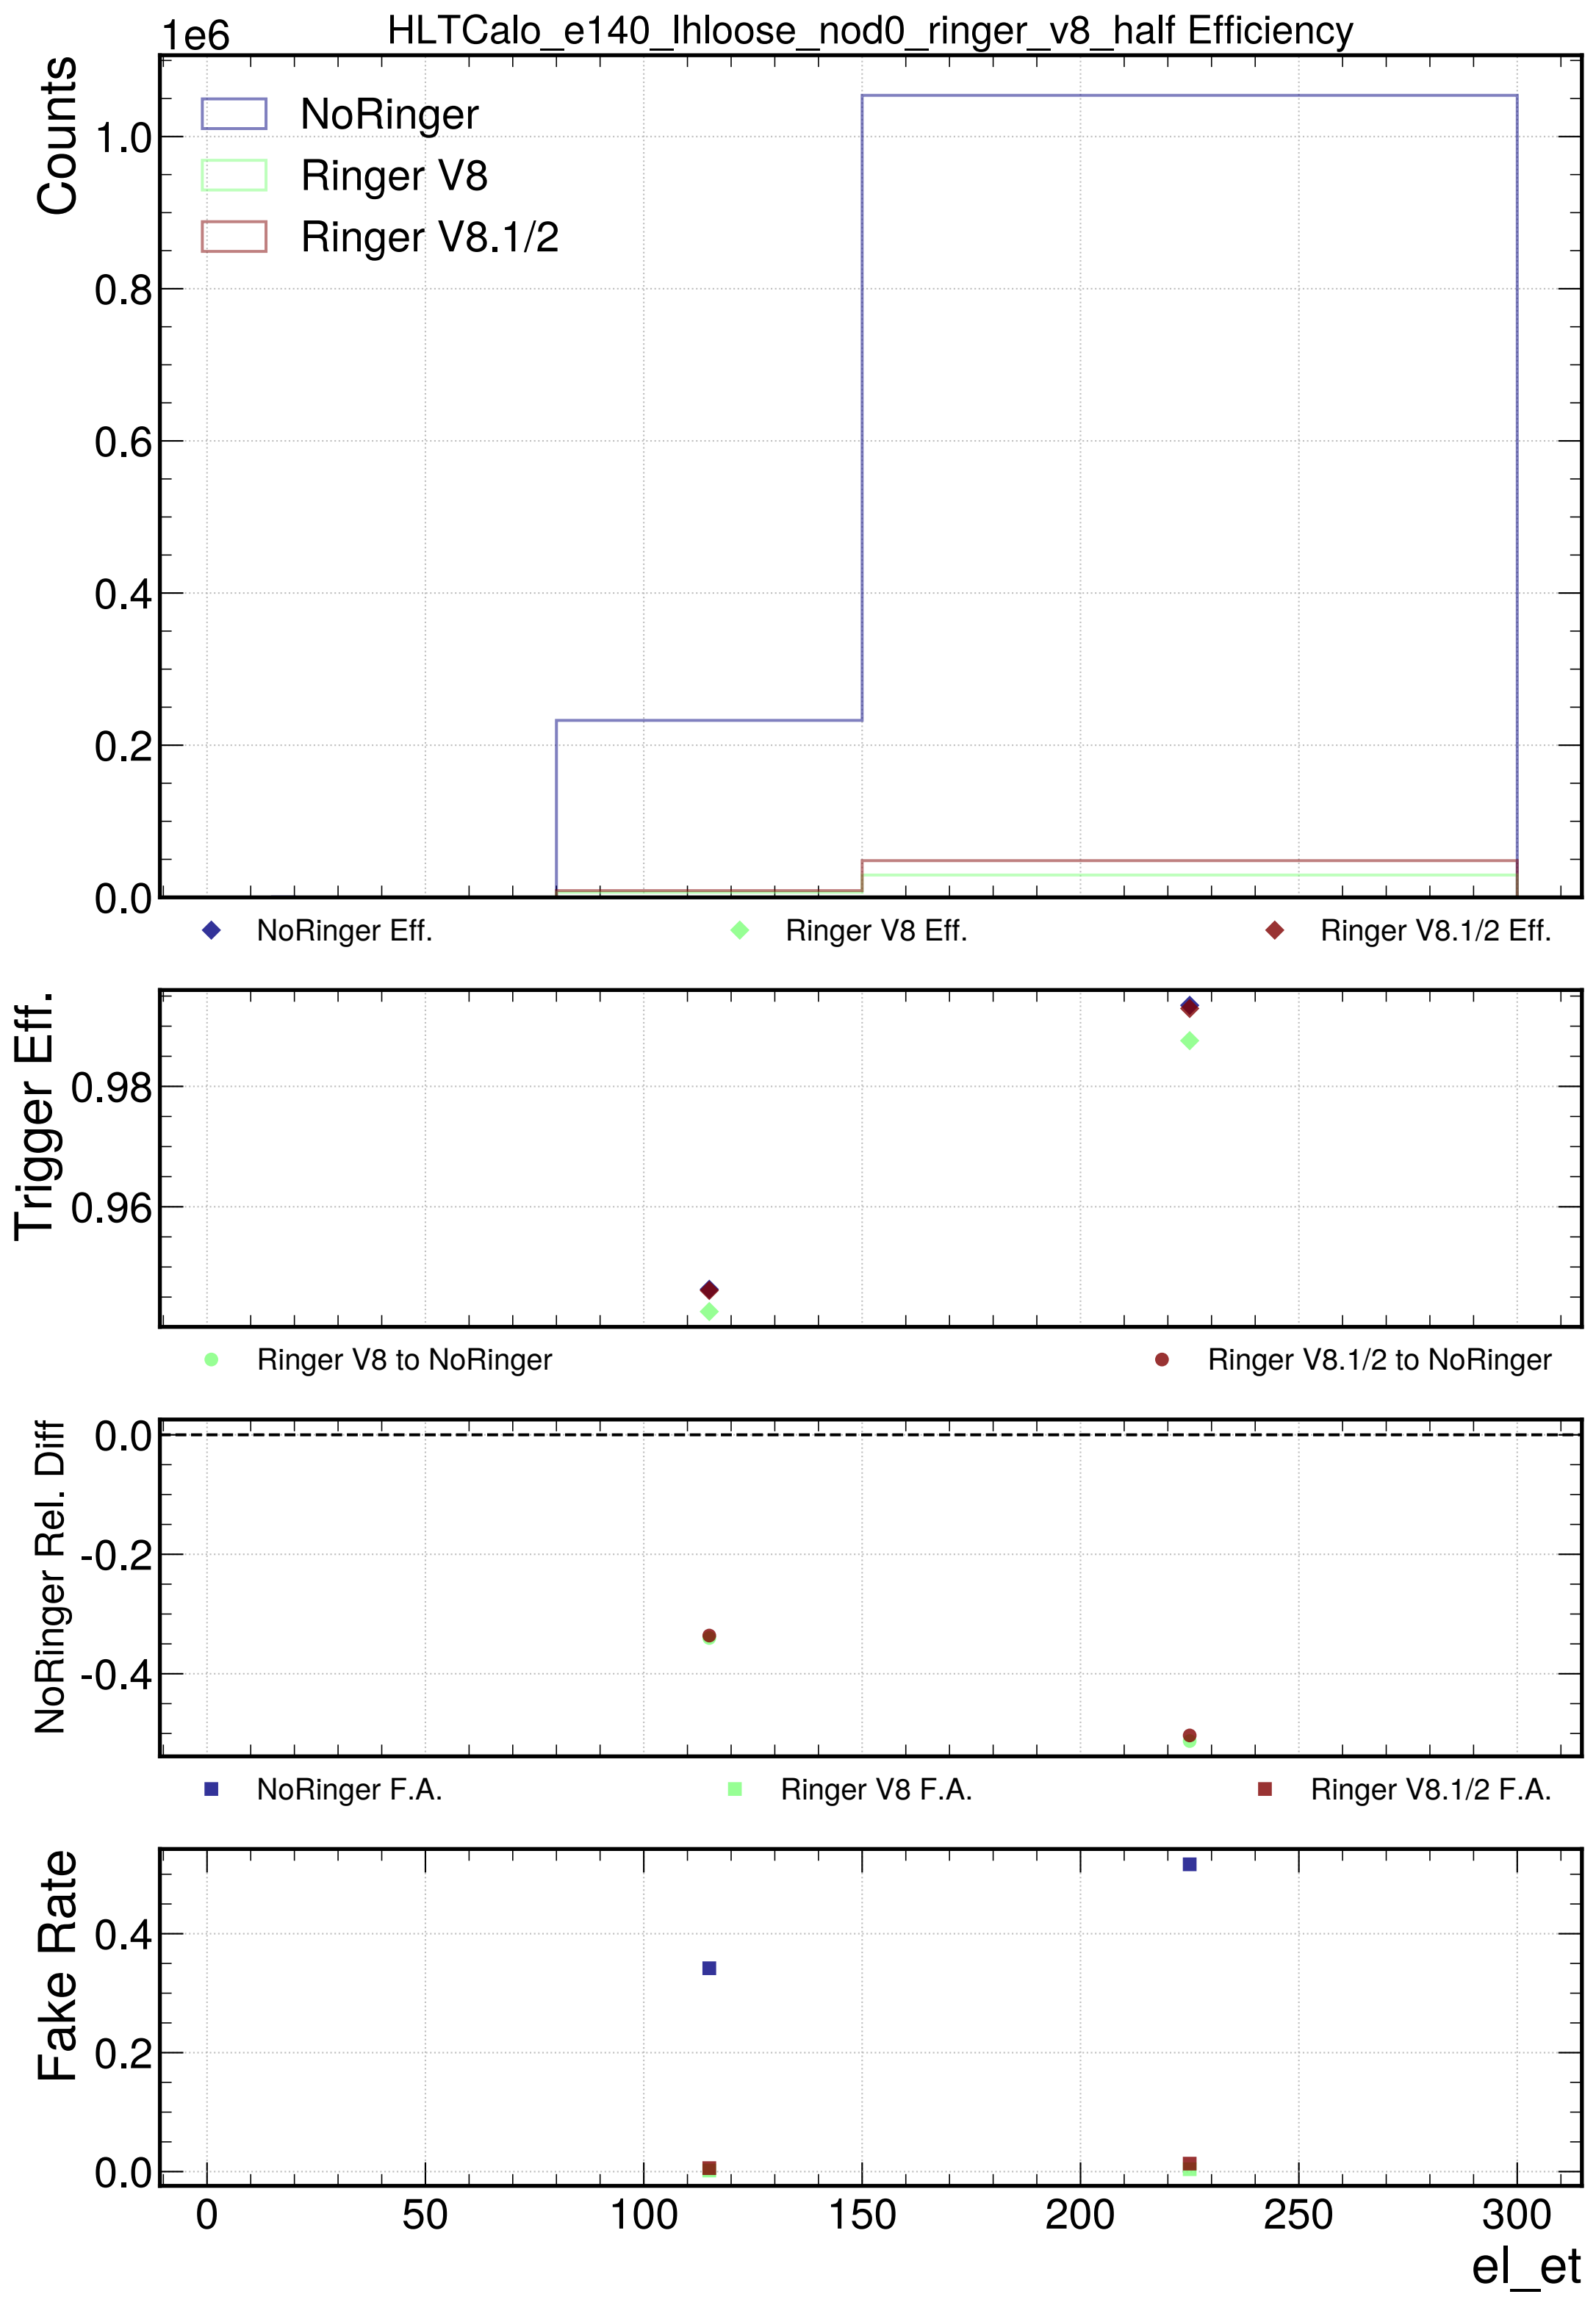 HLTCalo_e140_lhloose_nod0_ringer_v8_half Efficiency
1e6
Counts
NoRinger
Ringer V8
Ringer V8.1/2
1.0
0.8
0.6
0.4
0.2
0.0
NoRinger Eff.
Ringer V8 Eff.
Ringer V8.1/2 Eff.
Trigger Eff.
0.98
0.96
Ringer V8 to NoRinger
Ringer V8.1/2 to NoRinger
NoRinger Rel. Diff
0.0
-0.2
-0.4
NoRinger F.A.
Ringer V8 F.A.
Ringer V8.1/2 F.A.
Fake Rate
0.4
0.2
0.0
0 50 100 150 200 250 300
el_et